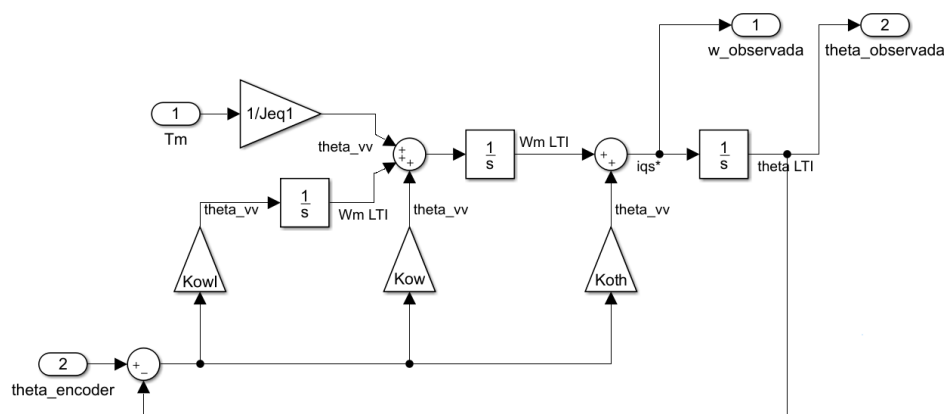 1
w_observada
2
theta_observada
1/Jeq1
1
Tm
theta_vv
+
+
+
1
s
Wm LTI
+
+
iqs*
1
s
theta LTI
theta_vv
1
s
Wm LTI
theta_vv
theta_vv
Kowl
Kow
Koth
2
theta_encoder
+
−